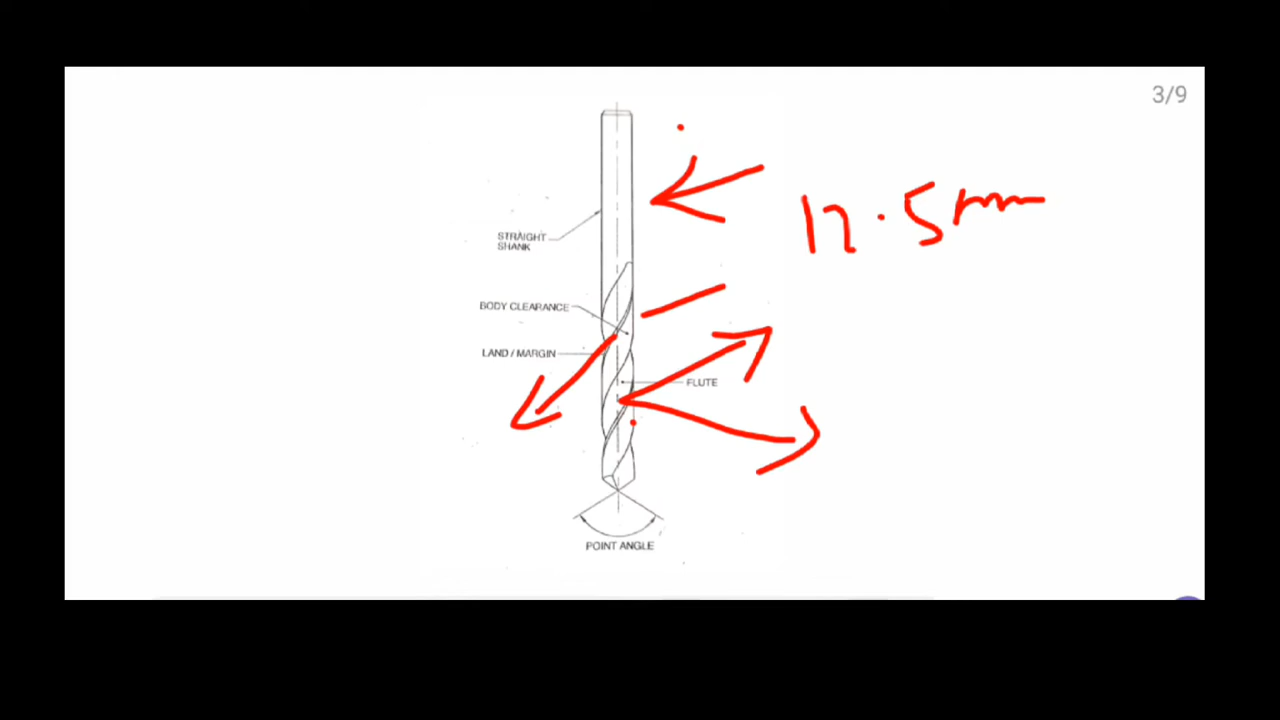 3/9
12.5mm
STRAIGHT
SHANK
BODY CLEARANCE
LAND / MARGIN
FLUTE
POINT ANGLE